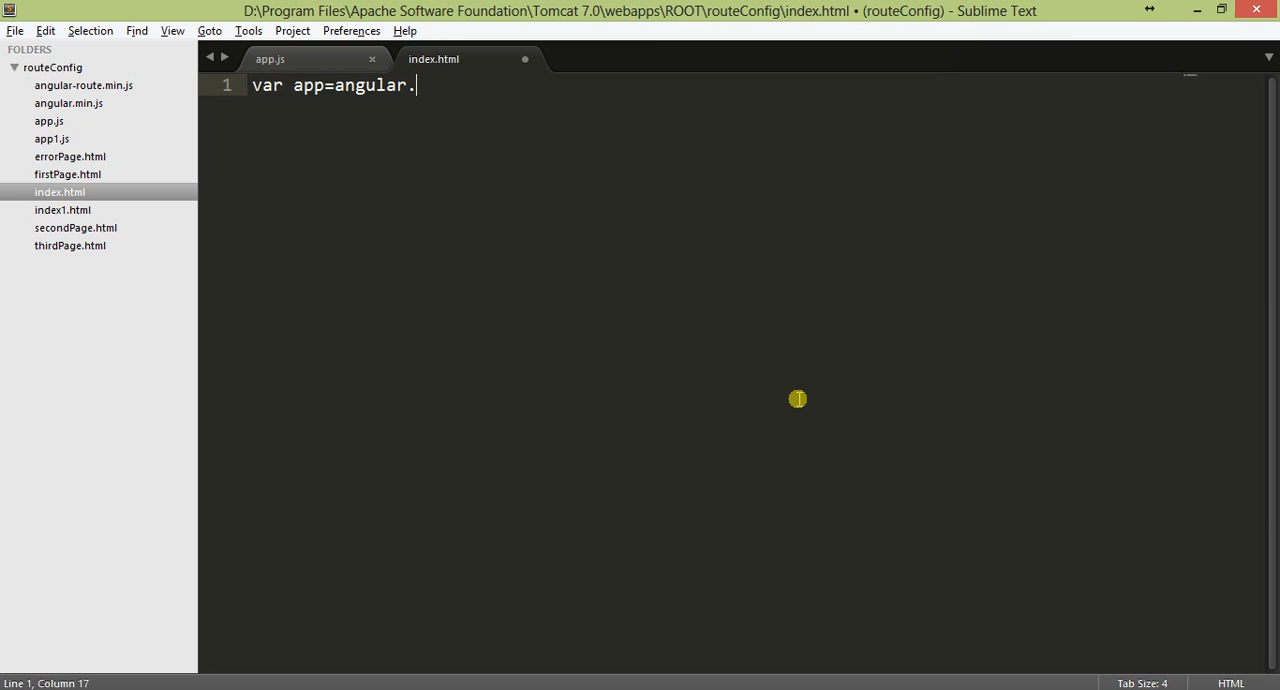 D:\Program Files\Apache Software Foundation\Tomcat 7.0\webapps\ROOT\routeConfig\index.html • (routeConfig) - Sublime Text
File Edit Selection Find View Goto Tools Project Preferences Help
FOLDERS
routeConfig
angular-route.min.js
angular.min.js
app.js
app1.js
errorPage.html
firstPage.html
index.html
index1.html
secondPage.html
thirdPage.html
app.js
index.html
1 var app=angular.
Line 1, Column 17
Tab Size: 4
HTML